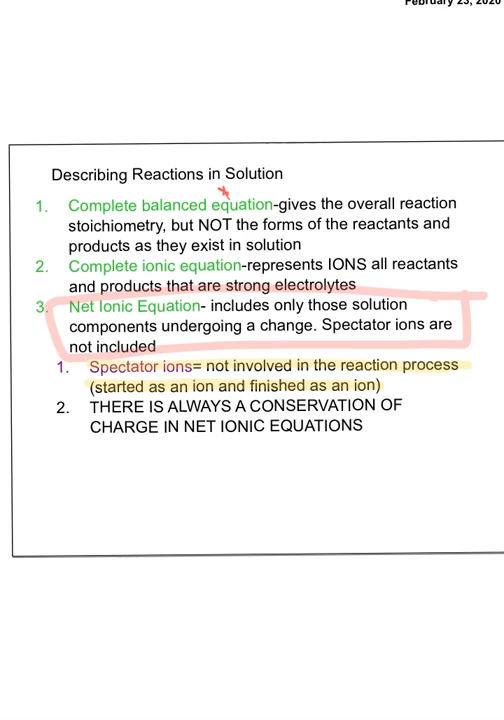 February 23, 2020
Describing Reactions in Solution
1. Complete balanced equation-gives the overall reaction
stoichiometry, but NOT the forms of the reactants and
products as they exist in solution
2. Complete ionic equation-represents IONS all reactants
and products that are strong electrolytes
3. Net Ionic Equation- includes only those solution
components undergoing a change. Spectator ions are
not included
1. Spectator ions= not involved in the reaction process
(started as an ion and finished as an ion)
2. THERE IS ALWAYS A CONSERVATION OF
CHARGE IN NET IONIC EQUATIONS